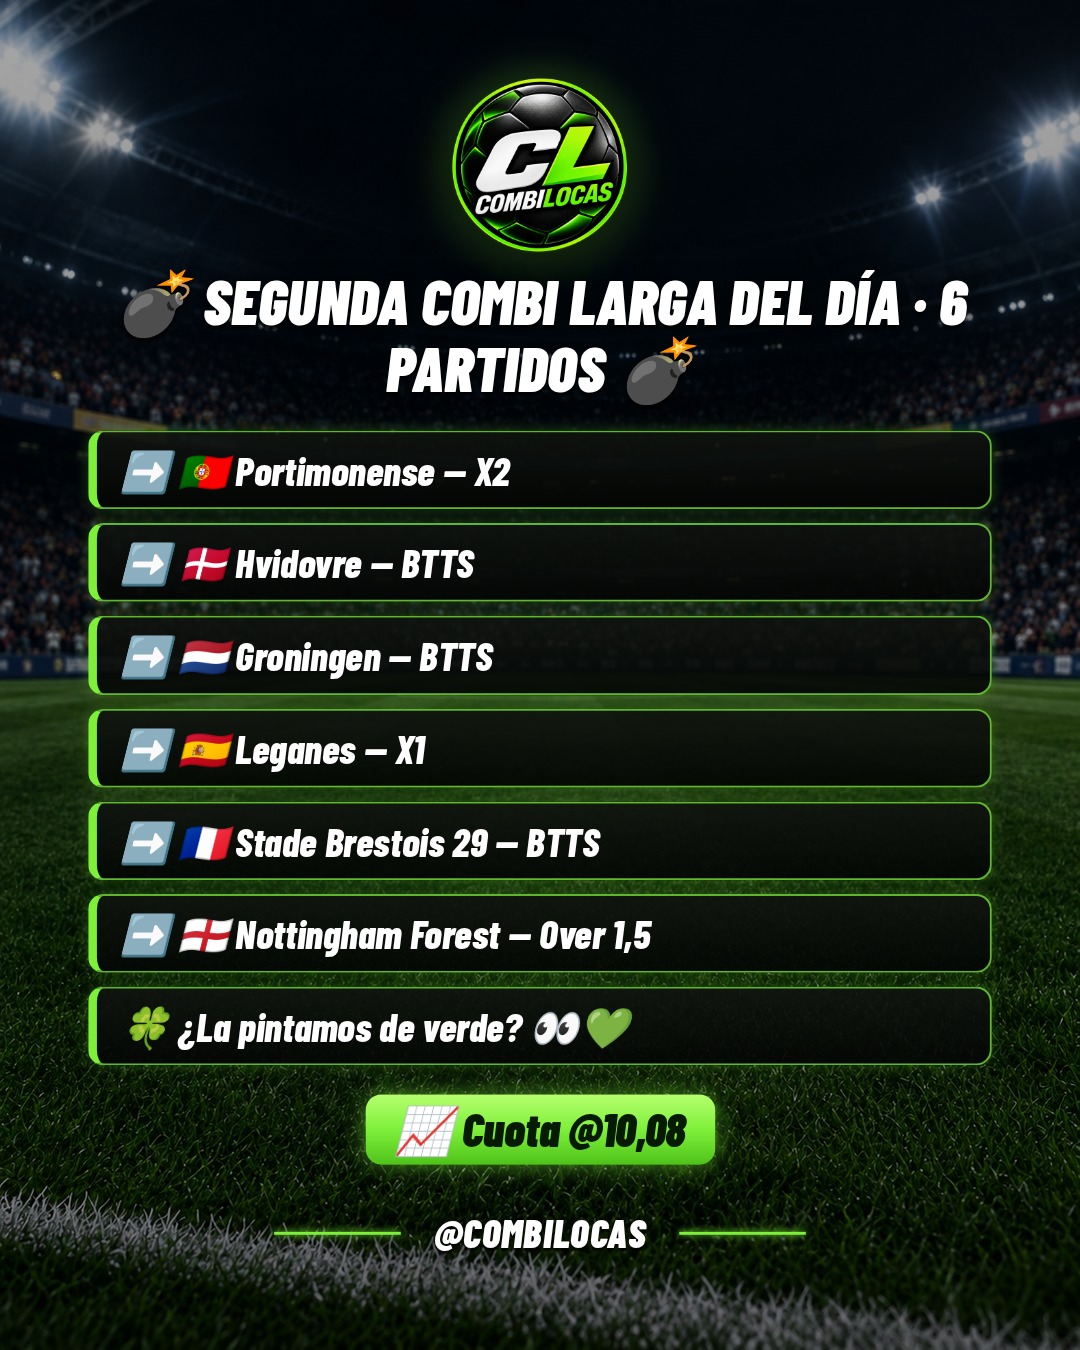 CL
COMBILOCAS
💣 SEGUNDA COMBI LARGA DEL DÍA · 6
PARTIDOS 💣
➡️ 🇵🇹 Portimonense — X2
➡️ 🇩🇰 Hvidovre — BTTS
➡️ 🇳🇱 Groningen — BTTS
➡️ 🇪🇸 Leganes — X1
➡️ 🇫🇷 Stade Brestois 29 — BTTS
➡️ 🏴󠁧󠁢󠁥󠁮󠁧󠁿 Nottingham Forest — Over 1,5
🍀 ¿La pintamos de verde? 👀💚
📈 Cuota @10,08
@COMBILOCAS